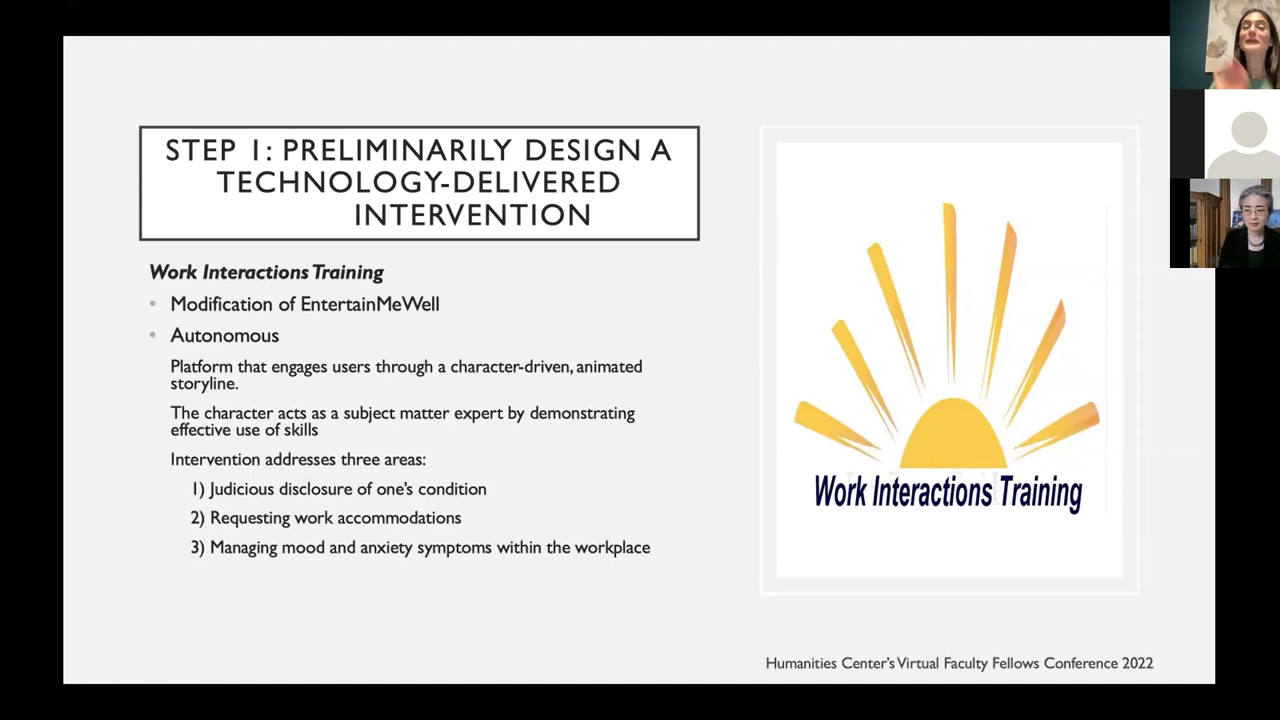 STEP 1: PRELIMINARILY DESIGN A
TECHNOLOGY-DELIVERED
INTERVENTION
Work Interactions Training
• Modification of EntertainMeWell
• Autonomous
Platform that engages users through a character-driven, animated
storyline.
The character acts as a subject matter expert by demonstrating
effective use of skills
Intervention addresses three areas:
1) Judicious disclosure of one's condition
2) Requesting work accommodations
3) Managing mood and anxiety symptoms within the workplace
Work Interactions Training
Humanities Center's Virtual Faculty Fellows Conference 2022